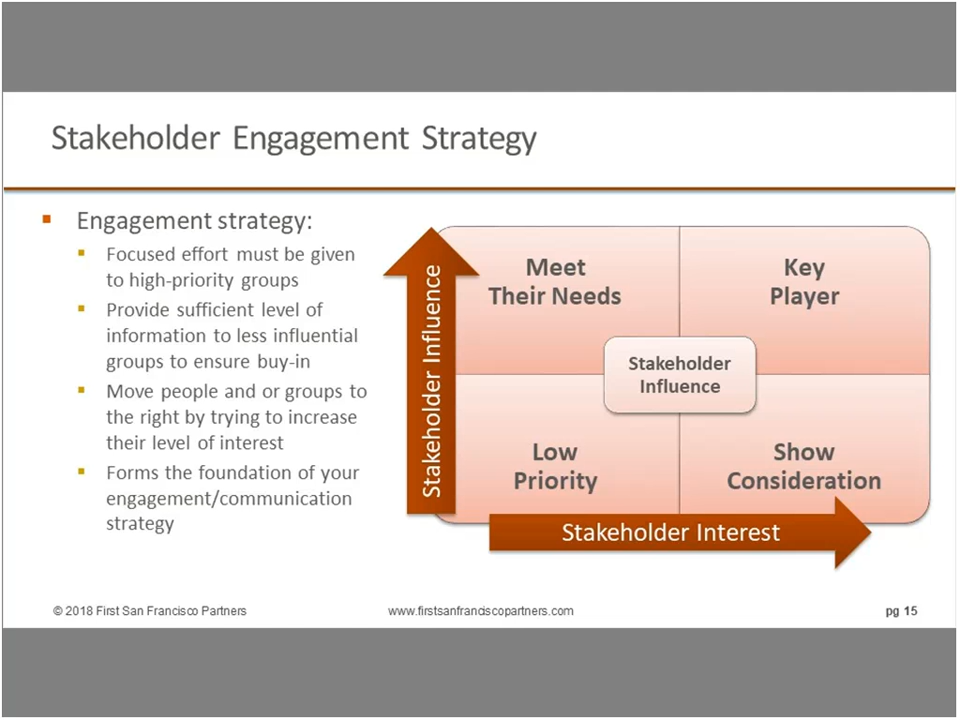 Stakeholder Engagement Strategy
Engagement strategy:
Focused effort must be given
to high-priority groups
Provide sufficient level of
information to less influential
groups to ensure buy-in
Move people and or groups to
the right by trying to increase
their level of interest
Forms the foundation of your
engagement/communication
strategy
Stakeholder Influence
Meet
Their Needs
Key
Player
Stakeholder
Influence
Low
Priority
Show
Consideration
Stakeholder Interest
© 2018 First San Francisco Partners
www.firstsanfranciscopartners.com
pg 15